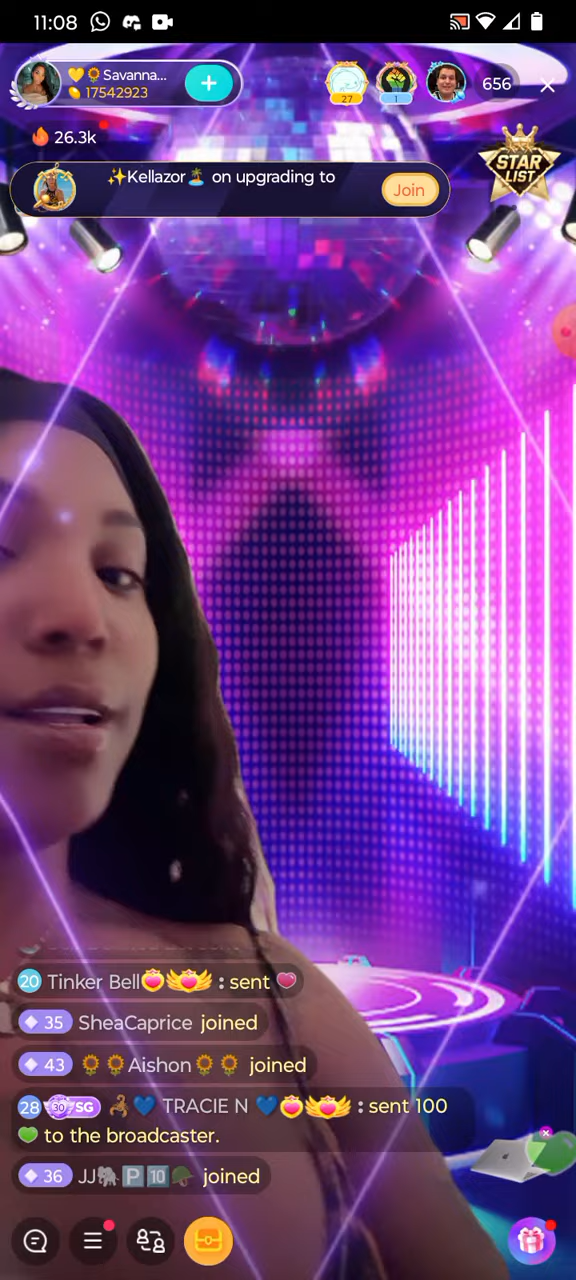 11:08
💛🌻Savanna...
17542923
27
1
656
26.3k
STAR
LIST
✨Kellazor🏝️ on upgrading to
Join
20 Tinker Bell : sent
35 SheaCaprice joined
43 🌻🌻Aishon🌻🌻 joined
28 30 SG 🦂💙 TRACIE N 💙 : sent 100
💚 to the broadcaster.
36 JJ🐘🅿️🔟🪖 joined